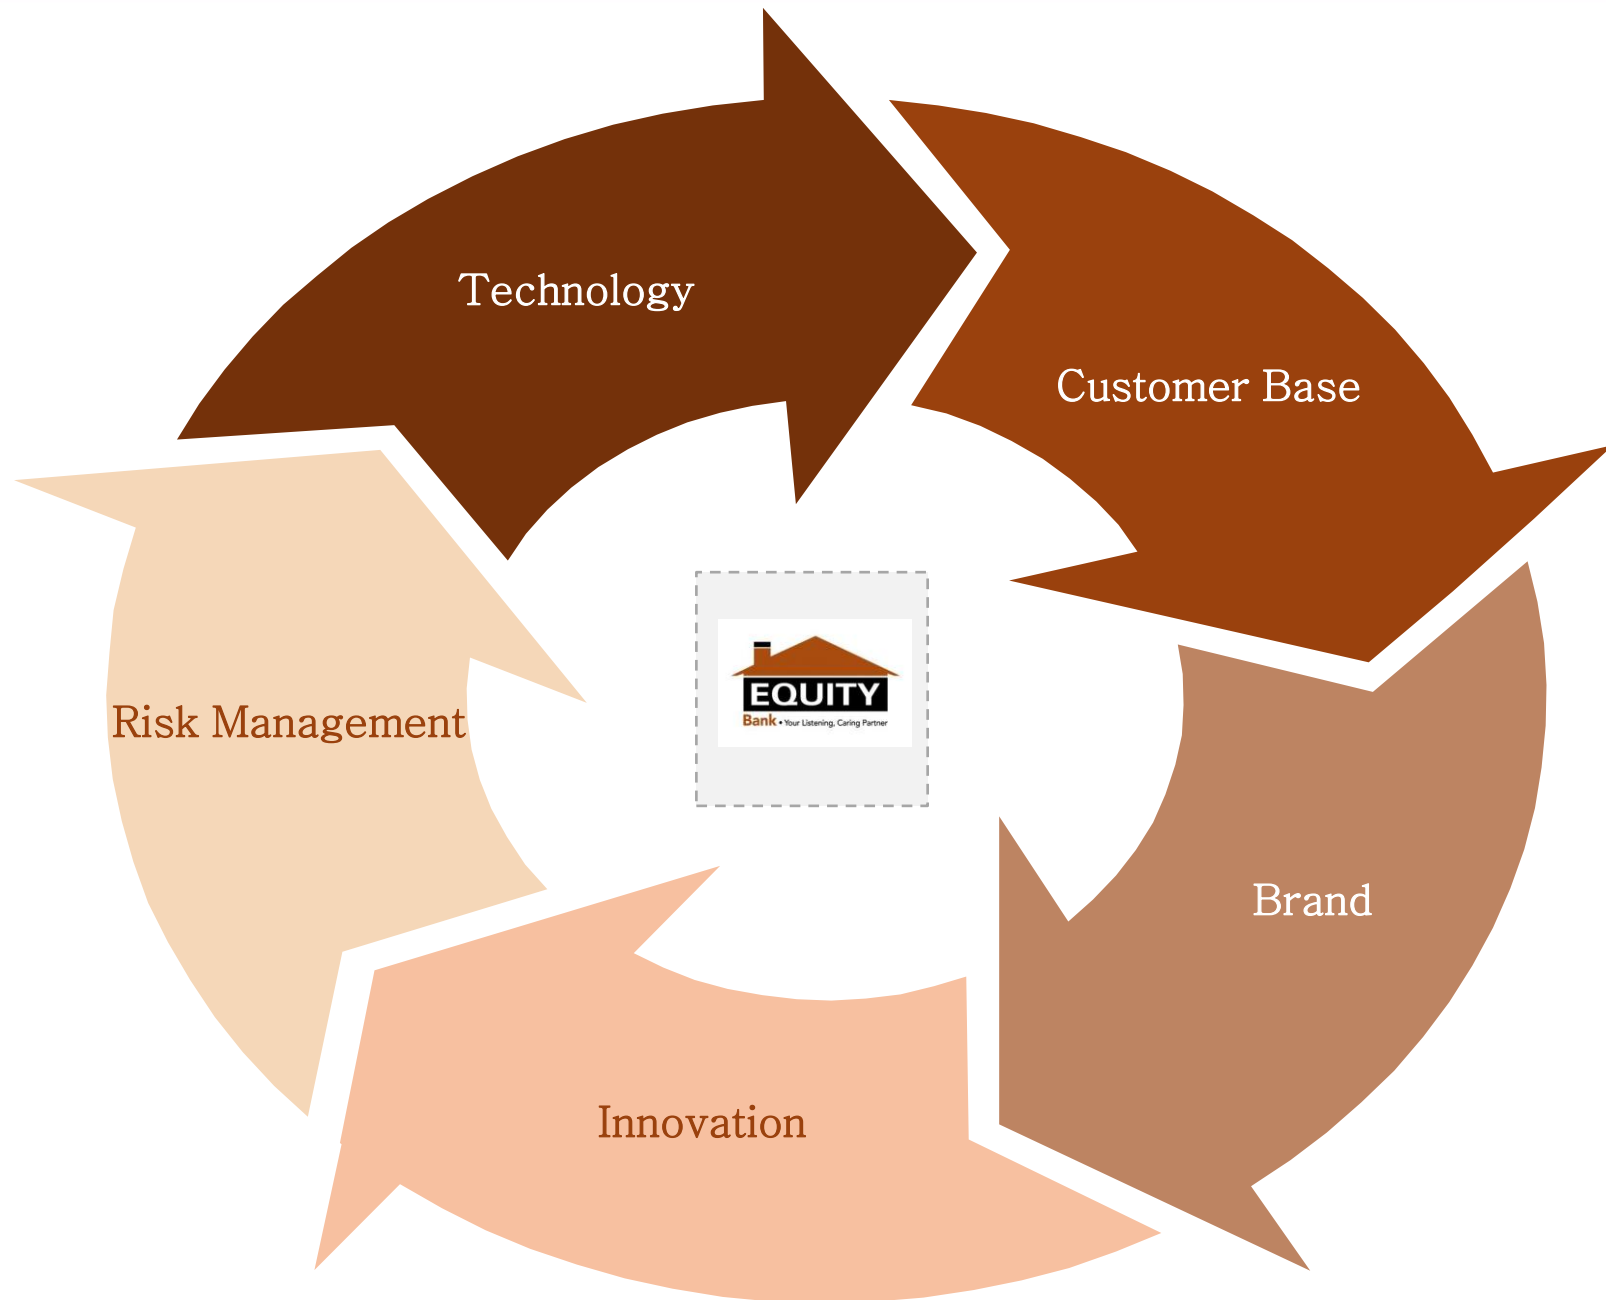 Technology
Customer Base
EQUITY
Bank • Your Listening, Caring Partner
Risk Management
Brand
Innovation